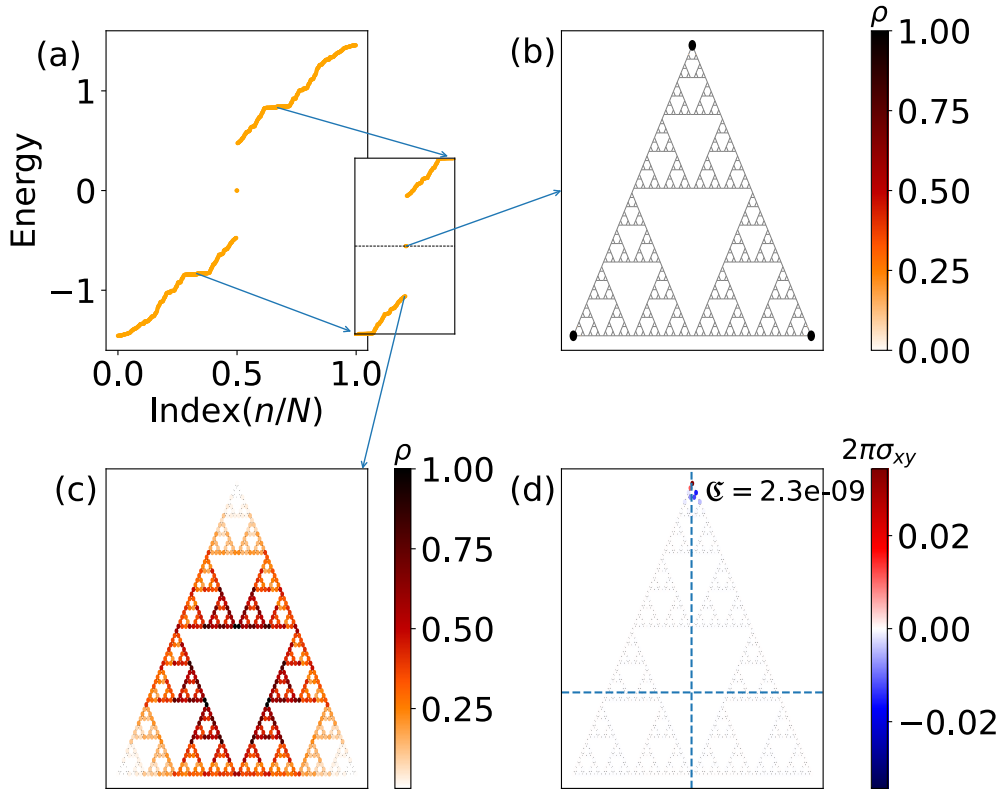 (a)
Energy
1
0
−1
0.0
0.5
1.0
Index(n/N)
(b)
ρ
1.00
0.75
0.50
0.25
0.00
(c)
ρ
1.00
0.75
0.50
0.25
(d)
ℭ = 2.3e-09
2πσxy
0.02
0.00
−0.02